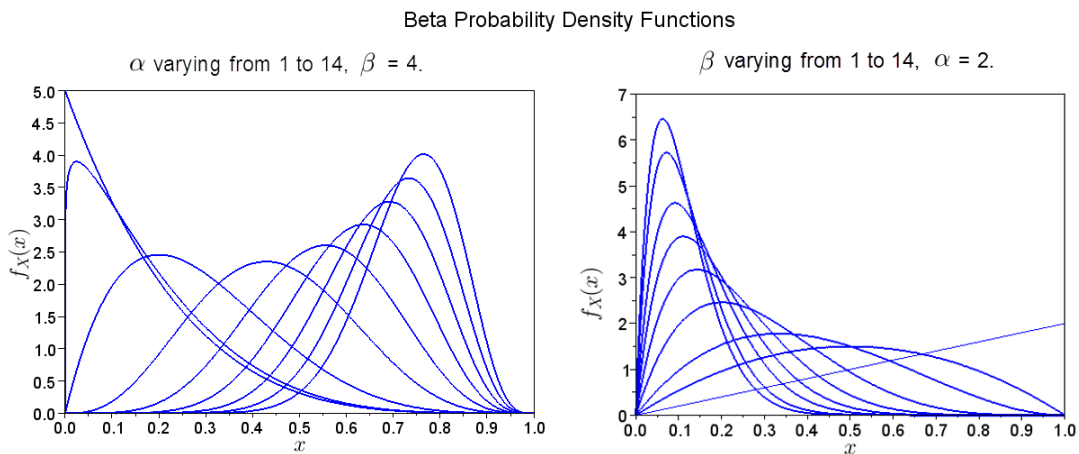 Beta Probability Density Functions
α varying from 1 to 14, β = 4.
5.0
4.5
4.0
3.5
3.0
2.5
2.0
1.5
1.0
0.5
0.0
f_X(x)
0.0 0.1 0.2 0.3 0.4 0.5 0.6 0.7 0.8 0.9 1.0
x
β varying from 1 to 14, α = 2.
7
6
5
4
3
2
1
0
f_X(x)
0.0 0.1 0.2 0.3 0.4 0.5 0.6 0.7 0.8 0.9 1.0
x